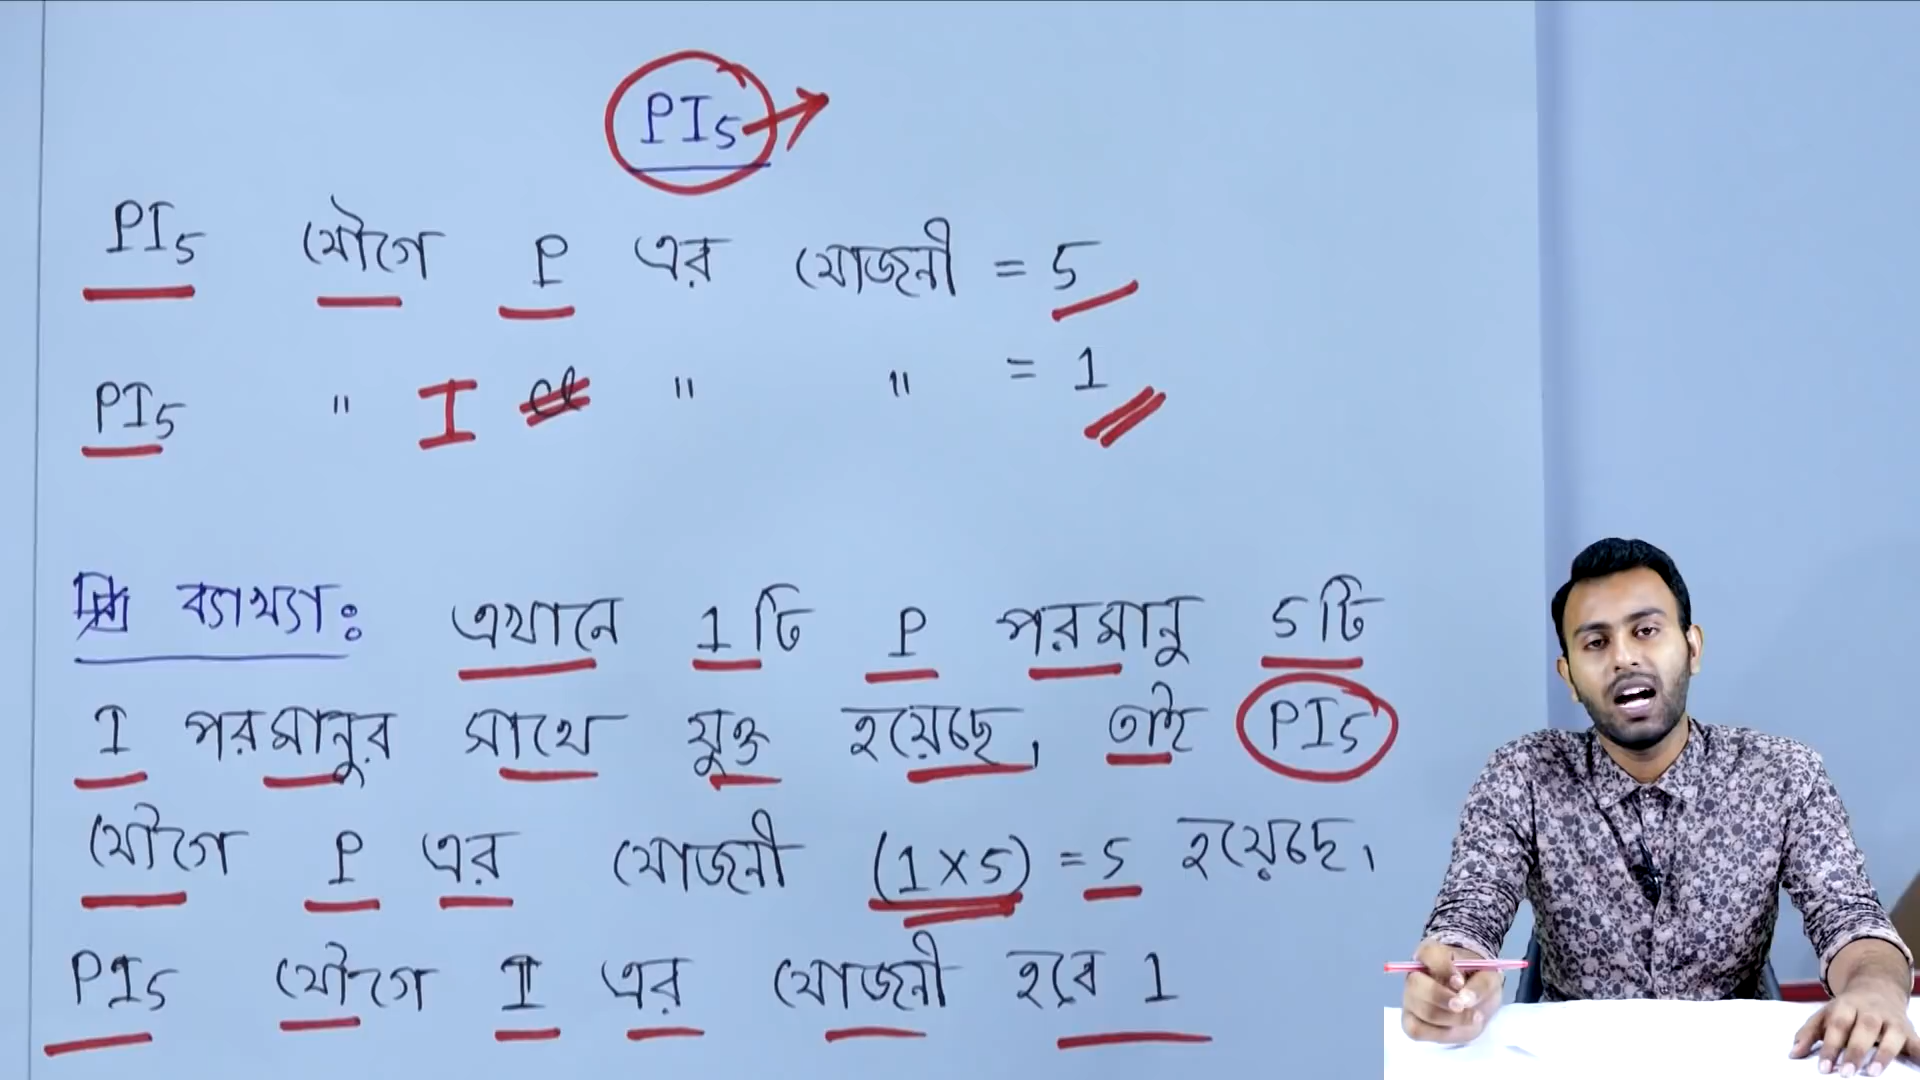 PI₅
PI₅ যৌগে P এর যোজনী = 5
PI₅ " I " " = 1
ব্যাখ্যাঃ এখানে 1টি P পরমানু 5টি
I পরমানুর সাথে যুক্ত হয়েছে, তাই PI₅
যৌগে P এর যোজনী (1×5) = 5 হয়েছে।
PI₅ যৌগে I এর যোজনী হবে 1